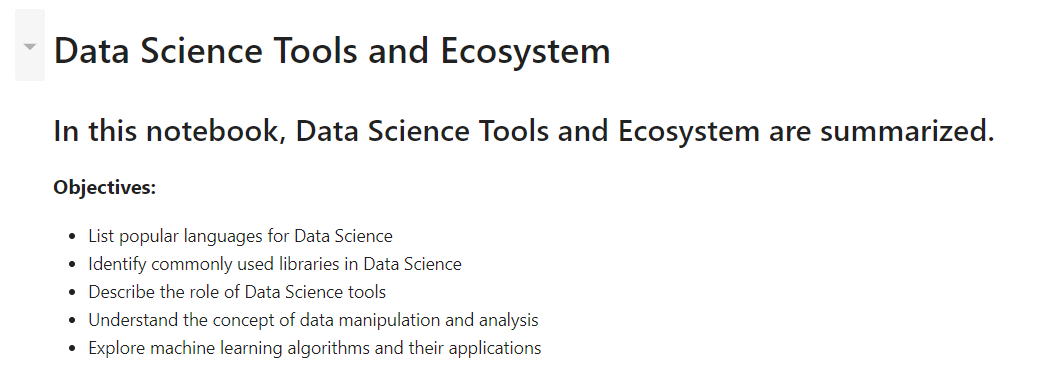 Data Science Tools and Ecosystem
In this notebook, Data Science Tools and Ecosystem are summarized.
Objectives:
• List popular languages for Data Science
• Identify commonly used libraries in Data Science
• Describe the role of Data Science tools
• Understand the concept of data manipulation and analysis
• Explore machine learning algorithms and their applications